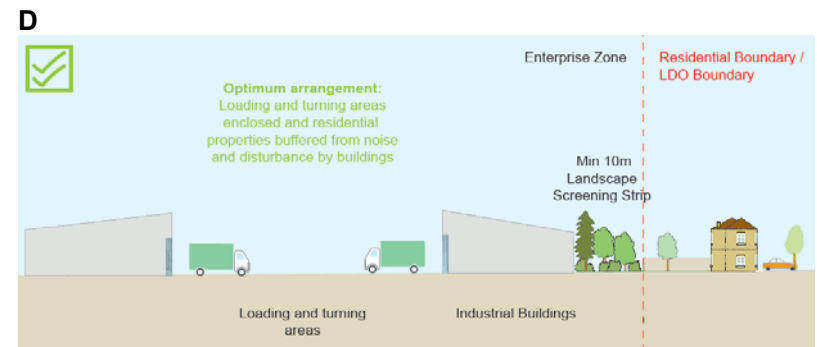 D
Enterprise Zone
Residential Boundary /
LDO Boundary
Optimum arrangement:
Loading and turning areas
enclosed and residential
properties buffered from noise
and disturbance by buildings
Min 10m
Landscape
Screening Strip
Loading and turning
areas
Industrial Buildings